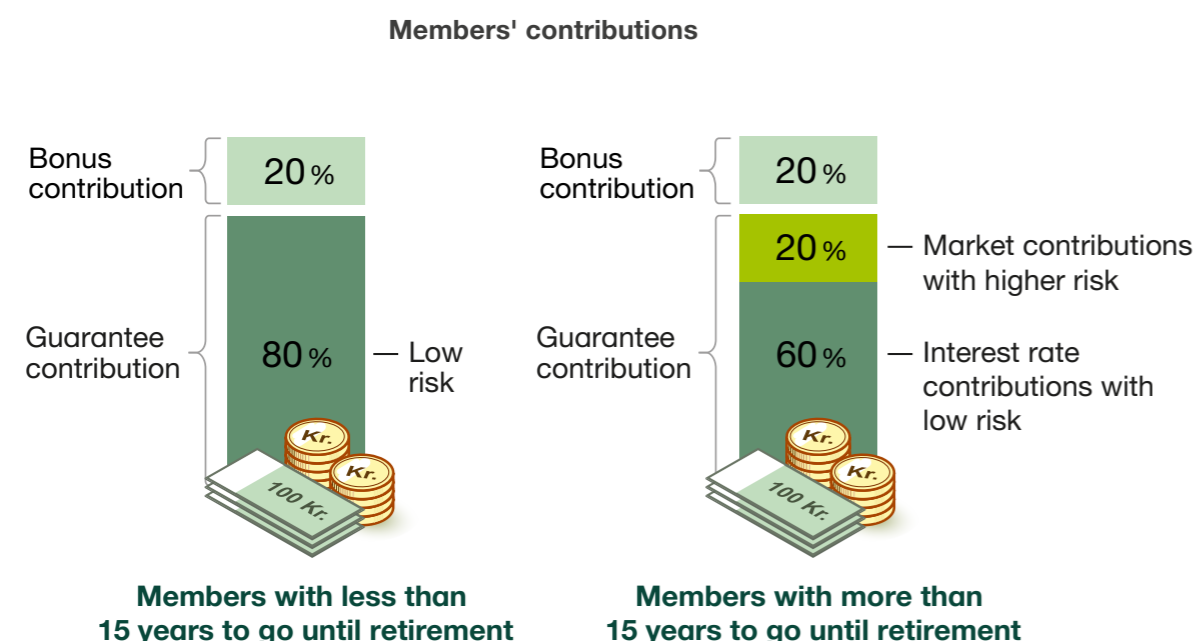 Members' contributions
Bonus
contribution
20 %
Guarantee
contribution
80 %
Low
risk
Kr.
Kr.
100 Kr.
Members with less than
15 years to go until retirement
Bonus
contribution
20 %
20 %
Market contributions
with higher risk
Guarantee
contribution
60 %
Interest rate
contributions with
low risk
Kr.
Kr.
100 Kr.
Members with more than
15 years to go until retirement